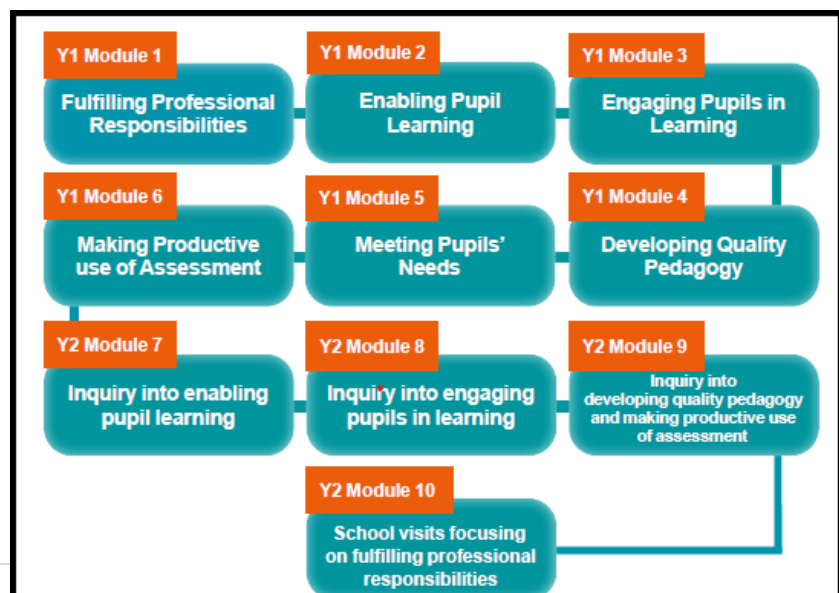 Y1 Module 1
Fulfilling Professional
Responsibilities
Y1 Module 2
Enabling Pupil
Learning
Y1 Module 3
Engaging Pupils in
Learning
Y1 Module 6
Making Productive
use of Assessment
Y1 Module 5
Meeting Pupils'
Needs
Y1 Module 4
Developing Quality
Pedagogy
Y2 Module 7
Inquiry into enabling
pupil learning
Y2 Module 8
Inquiry into engaging
pupils in learning
Y2 Module 9
Inquiry into
developing quality pedagogy
and making productive use
of assessment
Y2 Module 10
School visits focusing
on fulfilling professional
responsibilities